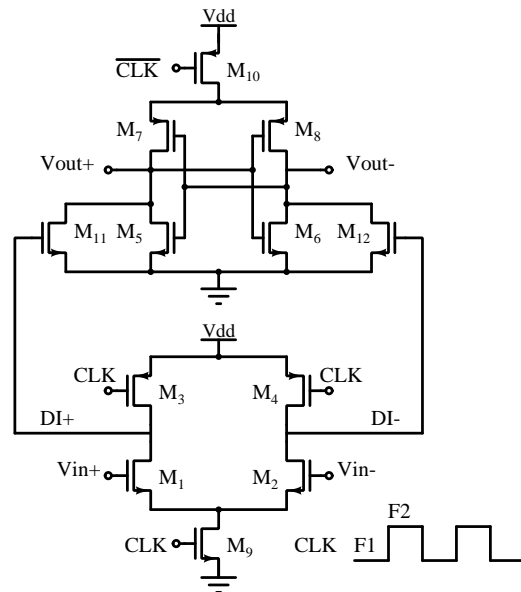 Vdd
CLK
M10
M7
M8
Vout+
Vout-
M11
M5
M6
M12
Vdd
CLK
CLK
M3
M4
DI+
DI-
Vin+
M1
M2
Vin-
F2
CLK
M9
CLK
F1